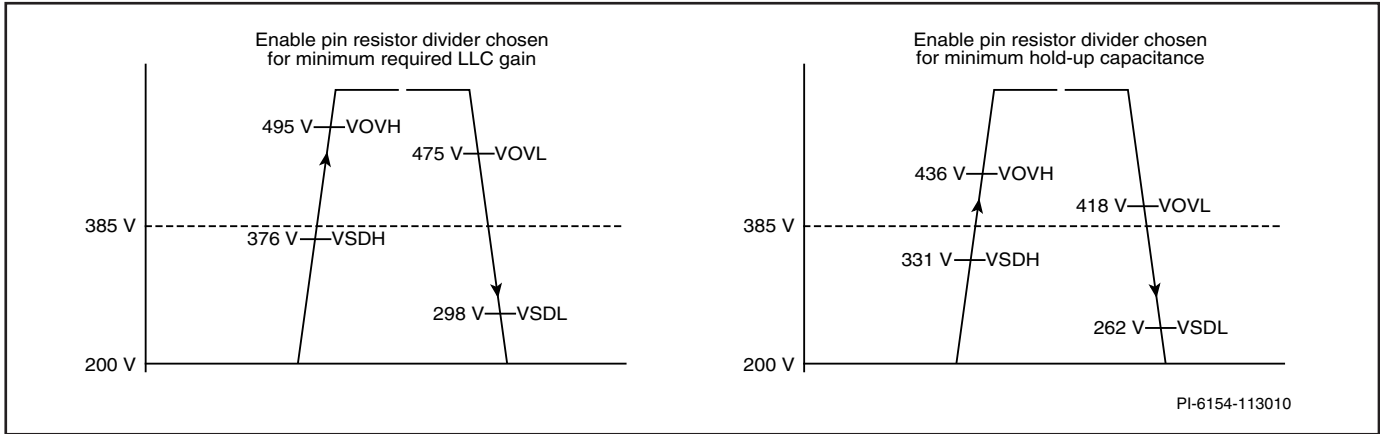 Enable pin resistor divider chosen
for minimum required LLC gain
495 V VOVH
475 V VOVL
385 V
376 V VSDH
298 V VSDL
200 V
Enable pin resistor divider chosen
for minimum hold-up capacitance
436 V VOVH
418 V VOVL
385 V
331 V VSDH
262 V VSDL
200 V
PI-6154-113010